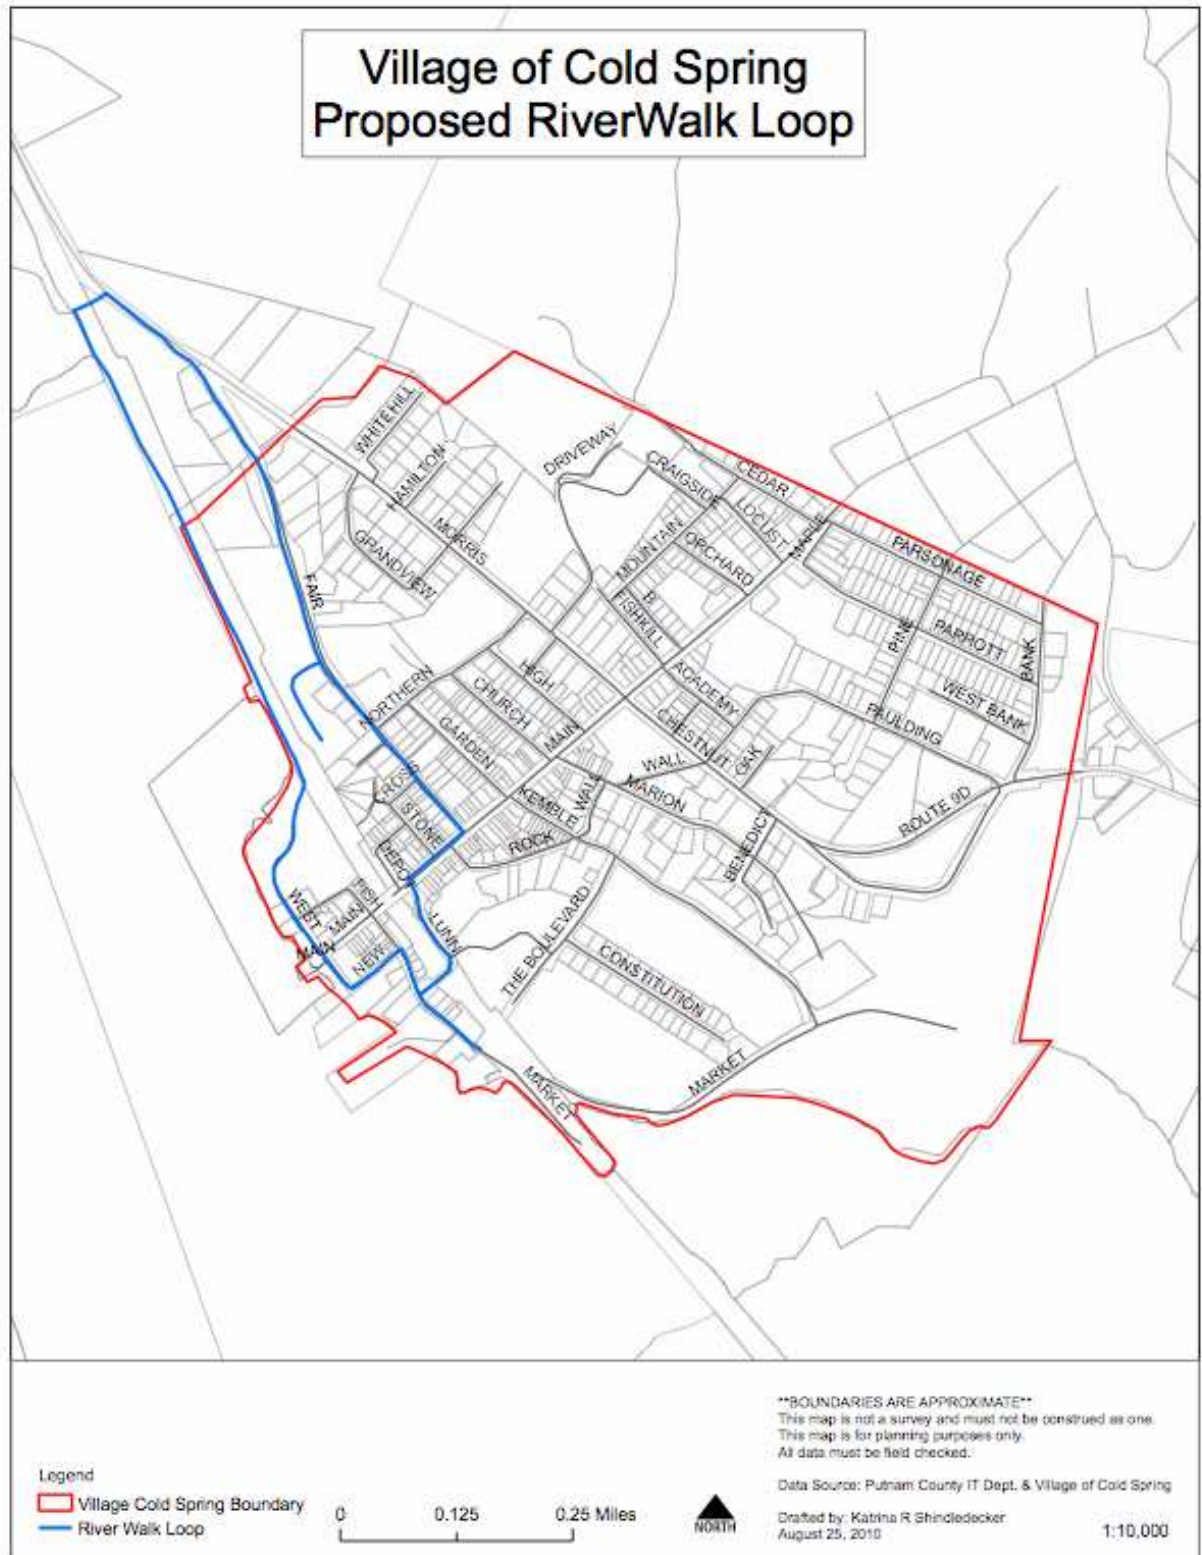 Village of Cold Spring
Proposed RiverWalk Loop
WHITE HILL
HAMILTON
DRIVEWAY
CRAIGSIDE
CEDAR
LOCUST
MAPLE
MORRIS
GRANDVIEW
MOUNTAIN
ORCHARD
PARSONAGE
FAIR
B
FISHKILL
PINE
PARROTT
BANK
NORTHERN
HIGH
CHURCH
ACADEMY
WEST BANK
GARDEN
MAIN
CHESTNUT
PAULDING
OAK
WALL
MARION
CROSS
STONE
KEMBLE
E WALL
ROCK
ROUTE 9D
DEPOT
BENEDICT
FISH
WEST
MAIN
MAIN
NEW
LUNN
THE BOULEVARD
CONSTITUTION
MARKET
MARKET
**BOUNDARIES ARE APPROXIMATE**
This map is not a survey and must not be construed as one.
This map is for planning purposes only.
All data must be field checked.
Data Source: Putnam County IT Dept. & Village of Cold Spring
Drafted by: Katrina R Shindledecker
August 25, 2010
1:10,000
Legend
Village Cold Spring Boundary
River Walk Loop
0 0.125 0.25 Miles
NORTH